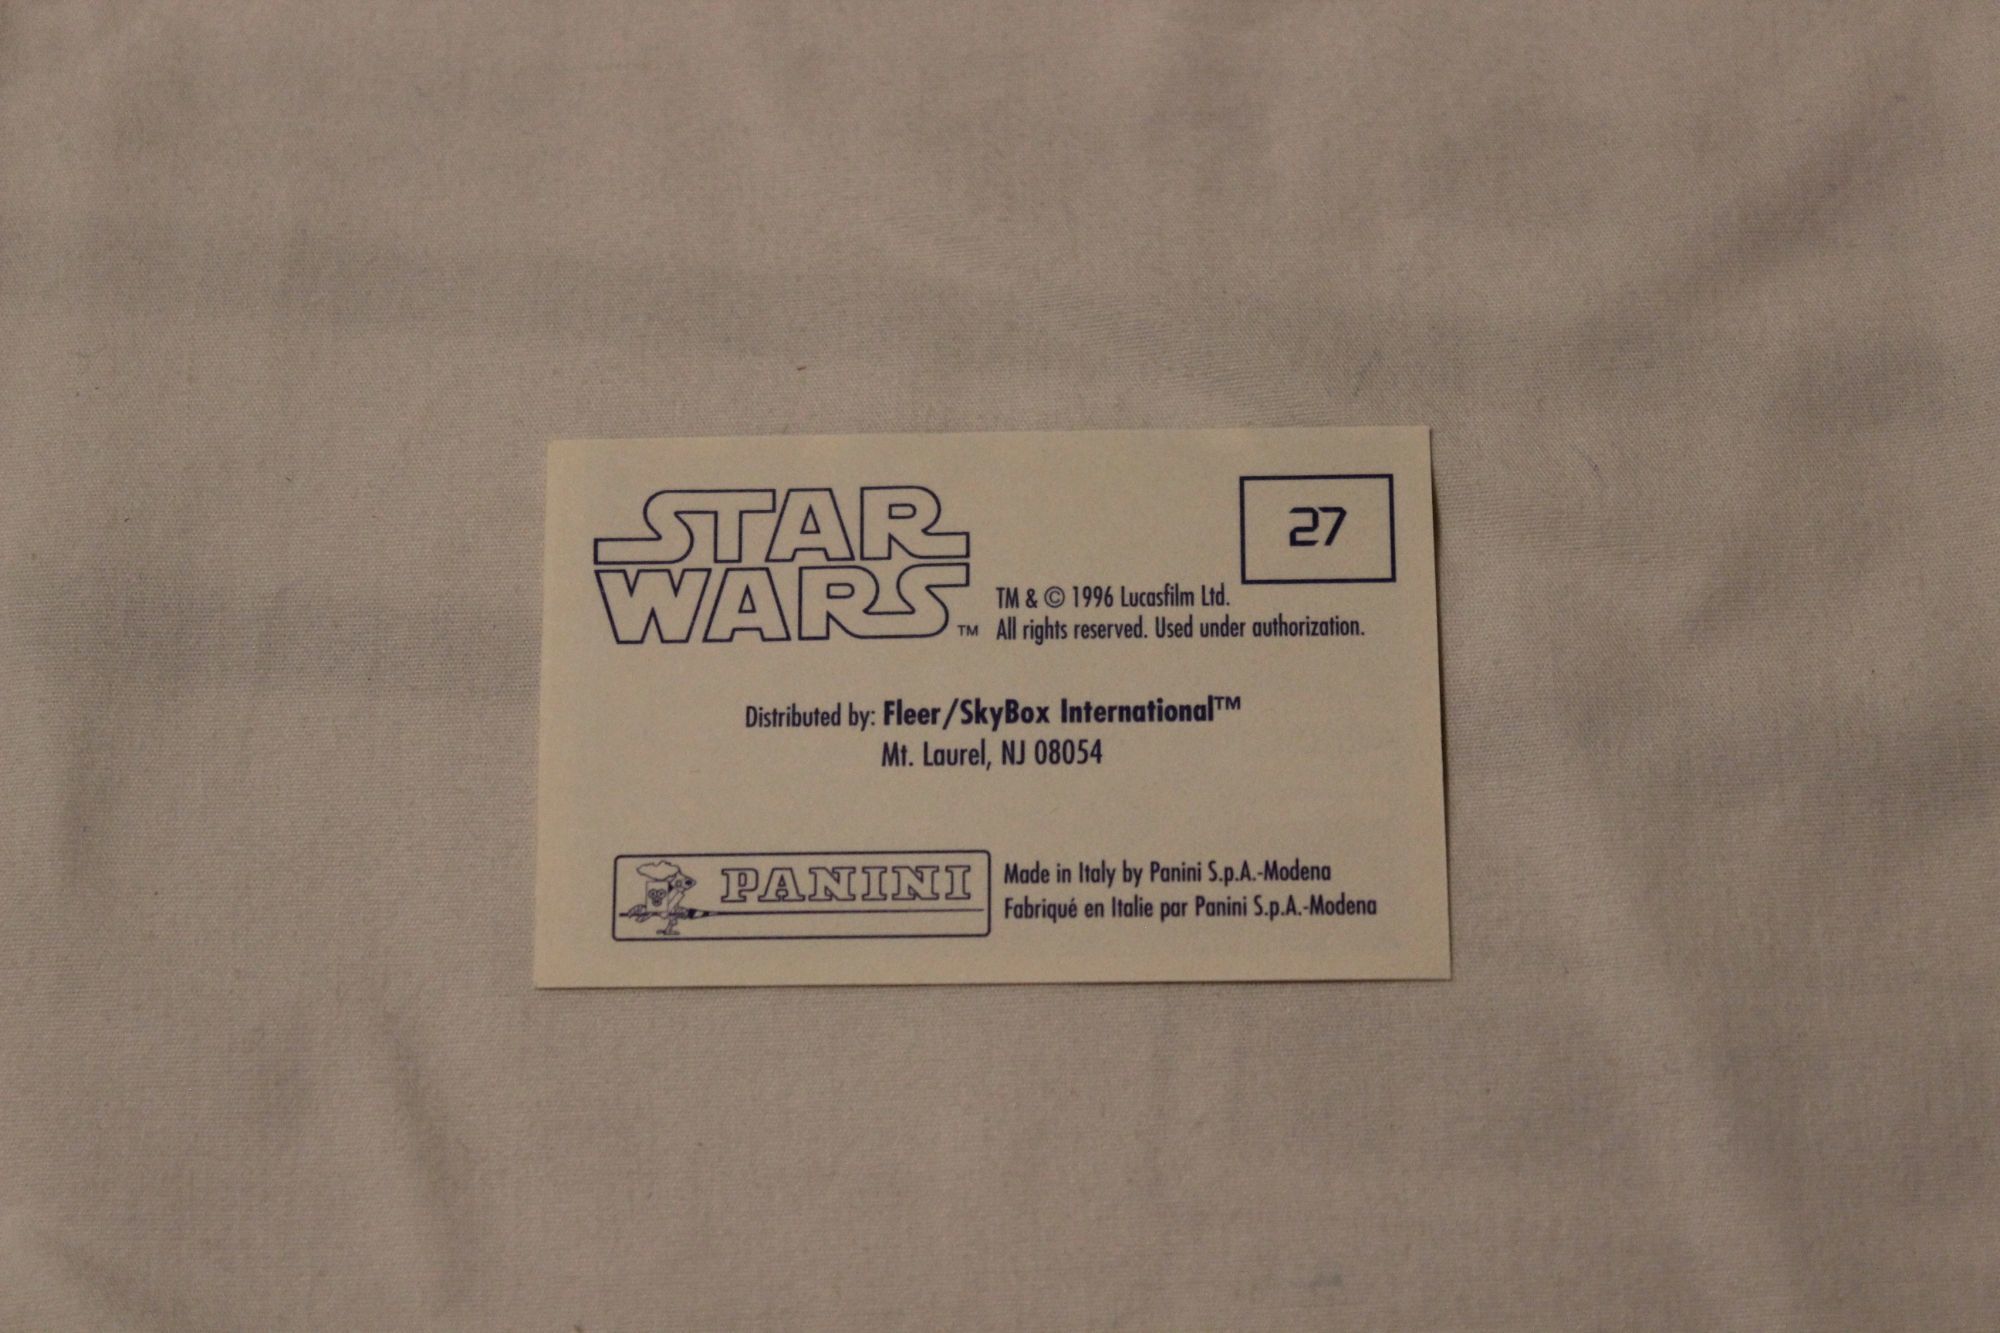 STAR
WARS TM
27
TM & © 1996 Lucasfilm Ltd.
All rights reserved. Used under authorization.
Distributed by: Fleer/SkyBox International™
Mt. Laurel, NJ 08054
PANINI
Made in Italy by Panini S.p.A.-Modena
Fabriqué en Italie par Panini S.p.A.-Modena